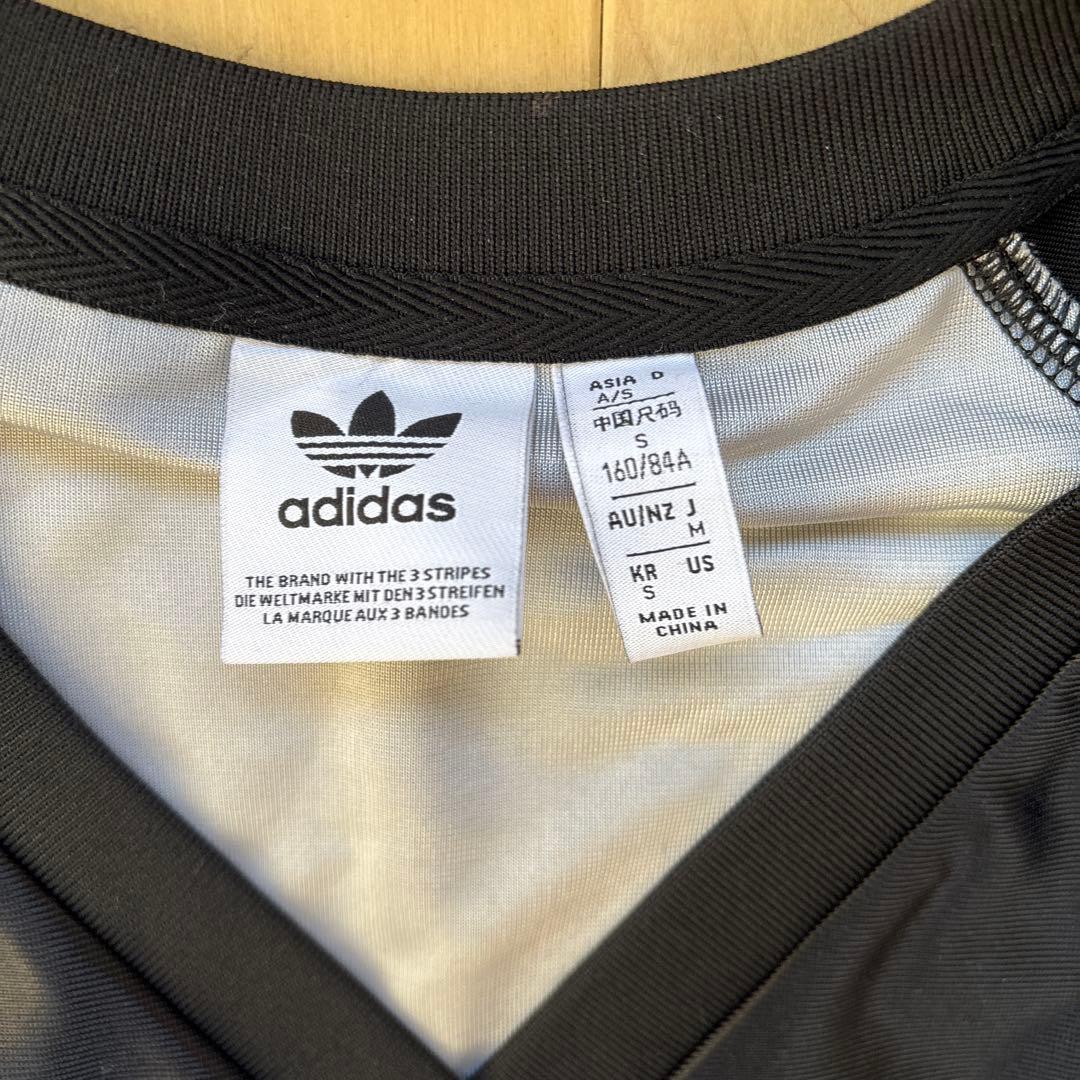 adidas
THE BRAND WITH THE 3 STRIPES
DIE WELTMARKE MIT DEN 3 STREIFEN
LA MARQUE AUX 3 BANDES
ASIA D
A/S
中国尺码
S
160/84A
AU/NZ J
M
KR US
S
MADE IN
CHINA